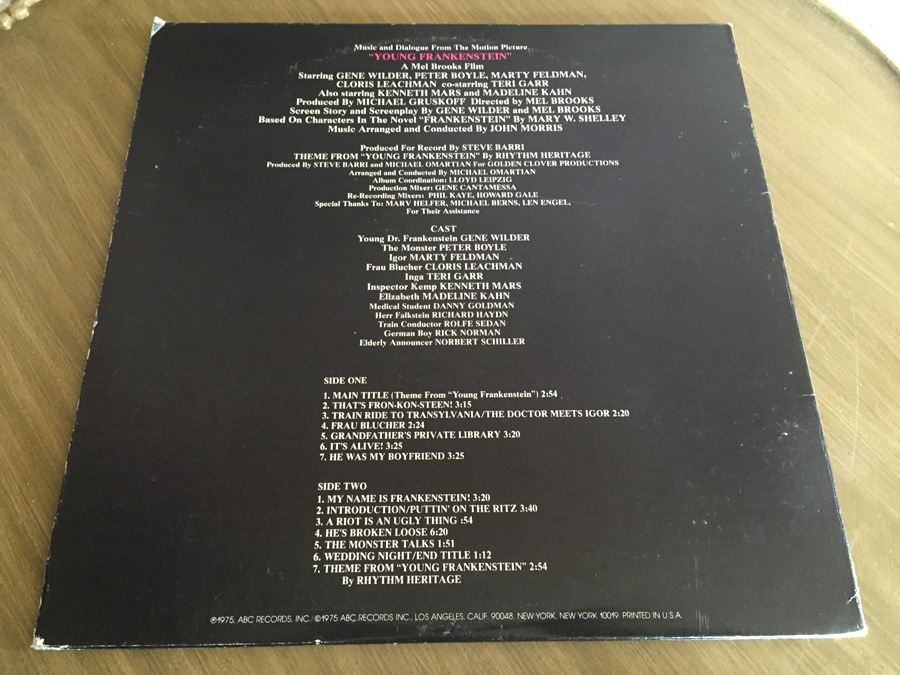 Music and Dialogue From The Motion Picture
"YOUNG FRANKENSTEIN"
A Mel Brooks Film
Starring GENE WILDER, PETER BOYLE, MARTY FELDMAN,
CLORIS LEACHMAN co-starring TERI GARR
Also starring KENNETH MARS and MADELINE KAHN
Produced By MICHAEL GRUSKOFF Directed by MEL BROOKS
Screen Story and Screenplay By GENE WILDER and MEL BROOKS
Based On Characters In The Novel "FRANKENSTEIN" By MARY W. SHELLEY
Music Arranged and Conducted By JOHN MORRIS
Produced For Record By STEVE BARRI
THEME FROM "YOUNG FRANKENSTEIN" By RHYTHM HERITAGE
Produced By STEVE BARRI and MICHAEL OMARTIAN For GOLDEN CLOVER PRODUCTIONS
Arranged and Conducted By MICHAEL OMARTIAN
Album Coordination: LLOYD LEIPZIG
Production Mixer: GENE CANTAMESSA
Re-Recording Mixers: PHIL KAYE, HOWARD GALE
Special Thanks To: MARV HELFER, MICHAEL BERNS, LEN ENGEL,
For Their Assistance
CAST
Young Dr. Frankenstein GENE WILDER
The Monster PETER BOYLE
Igor MARTY FELDMAN
Frau Blucher CLORIS LEACHMAN
Inga TERI GARR
Inspector Kemp KENNETH MARS
Elizabeth MADELINE KAHN
Medical Student DANNY GOLDMAN
Herr Falkstein RICHARD HAYDN
Train Conductor ROLFE SEDAN
German Boy RICK NORMAN
Elderly Announcer NORBERT SCHILLER
SIDE ONE
1. MAIN TITLE (Theme From "Young Frankenstein") 2:54
2. THAT'S FRON-KON-STEEN! 3:15
3. TRAIN RIDE TO TRANSYLVANIA/THE DOCTOR MEETS IGOR 2:20
4. FRAU BLUCHER 2:24
5. GRANDFATHER'S PRIVATE LIBRARY 3:20
6. IT'S ALIVE! 3:25
7. HE WAS MY BOYFRIEND 3:25
SIDE TWO
1. MY NAME IS FRANKENSTEIN! 3:20
2. INTRODUCTION/PUTTIN' ON THE RITZ 3:40
3. A RIOT IS AN UGLY THING :54
4. HE'S BROKEN LOOSE 6:20
5. THE MONSTER TALKS 1:51
6. WEDDING NIGHT/END TITLE 1:12
7. THEME FROM "YOUNG FRANKENSTEIN" 2:54
By RHYTHM HERITAGE
℗1975, ABC RECORDS, INC./©1975 ABC RECORDS INC., LOS ANGELES, CALIF. 90048, NEW YORK, NEW YORK 10019. PRINTED IN U.S.A.